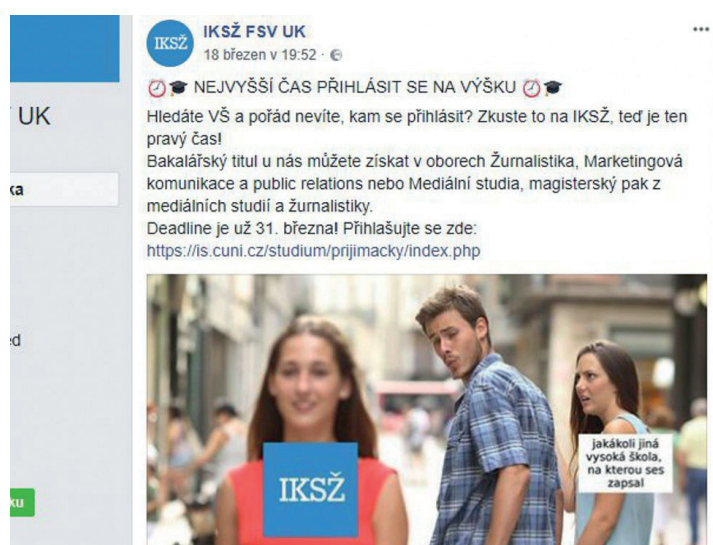 IKSŽ
IKSŽ FSV UK
18 březen v 19:52 ·
NEJVYŠŠÍ ČAS PŘIHLÁSIT SE NA VÝŠKU
Hledáte VŠ a pořád nevíte, kam se přihlásit? Zkuste to na IKSŽ, teď je ten
pravý čas!
Bakalářský titul u nás můžete získat v oborech Žurnalistika, Marketingová
komunikace a public relations nebo Mediální studia, magisterský pak z
mediálních studií a žurnalistiky.
Deadline je už 31. března! Přihlašujte se zde:
https://is.cuni.cz/studium/prijimacky/index.php
UK
ka
ed
ku
IKSŽ
jakákoli jiná
vysoká škola,
na kterou ses
zapsal